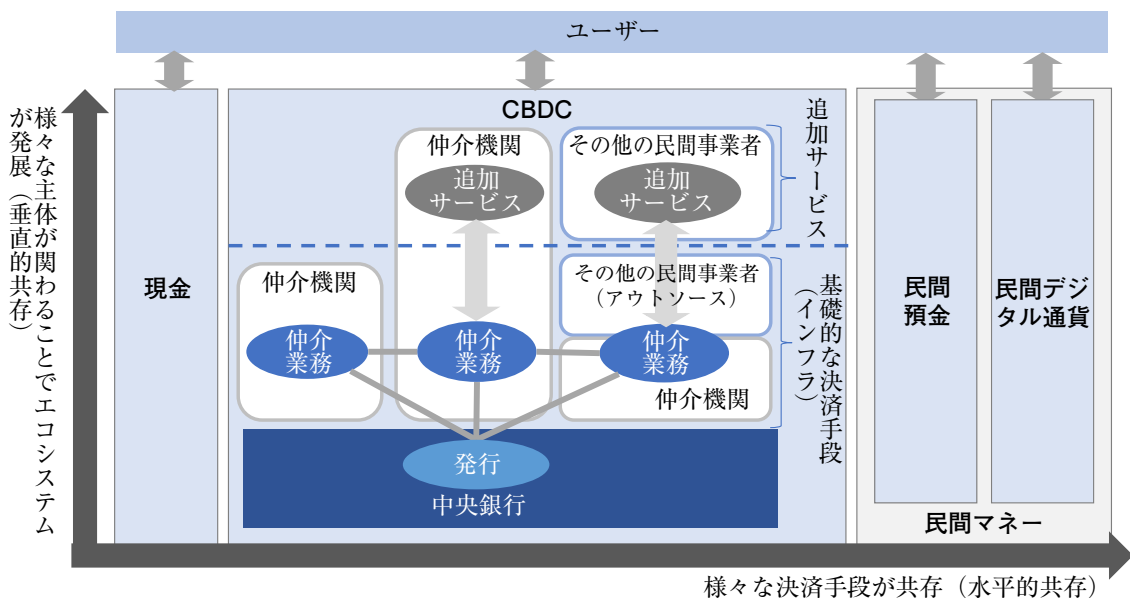 ユーザー
様々な主体が関わることでエコシステム
が発展（垂直的共存）
現金
CBDC
仲介機関
追加
サービス
その他の民間事業者
追加
サービス
追加サービス
仲介機関
仲介
業務
仲介
業務
その他の民間事業者
（アウトソース）
仲介
業務
仲介機関
基礎的な決済手段
（インフラ）
発行
中央銀行
民間
預金
民間デジ
タル通貨
民間マネー
様々な決済手段が共存（水平的共存）